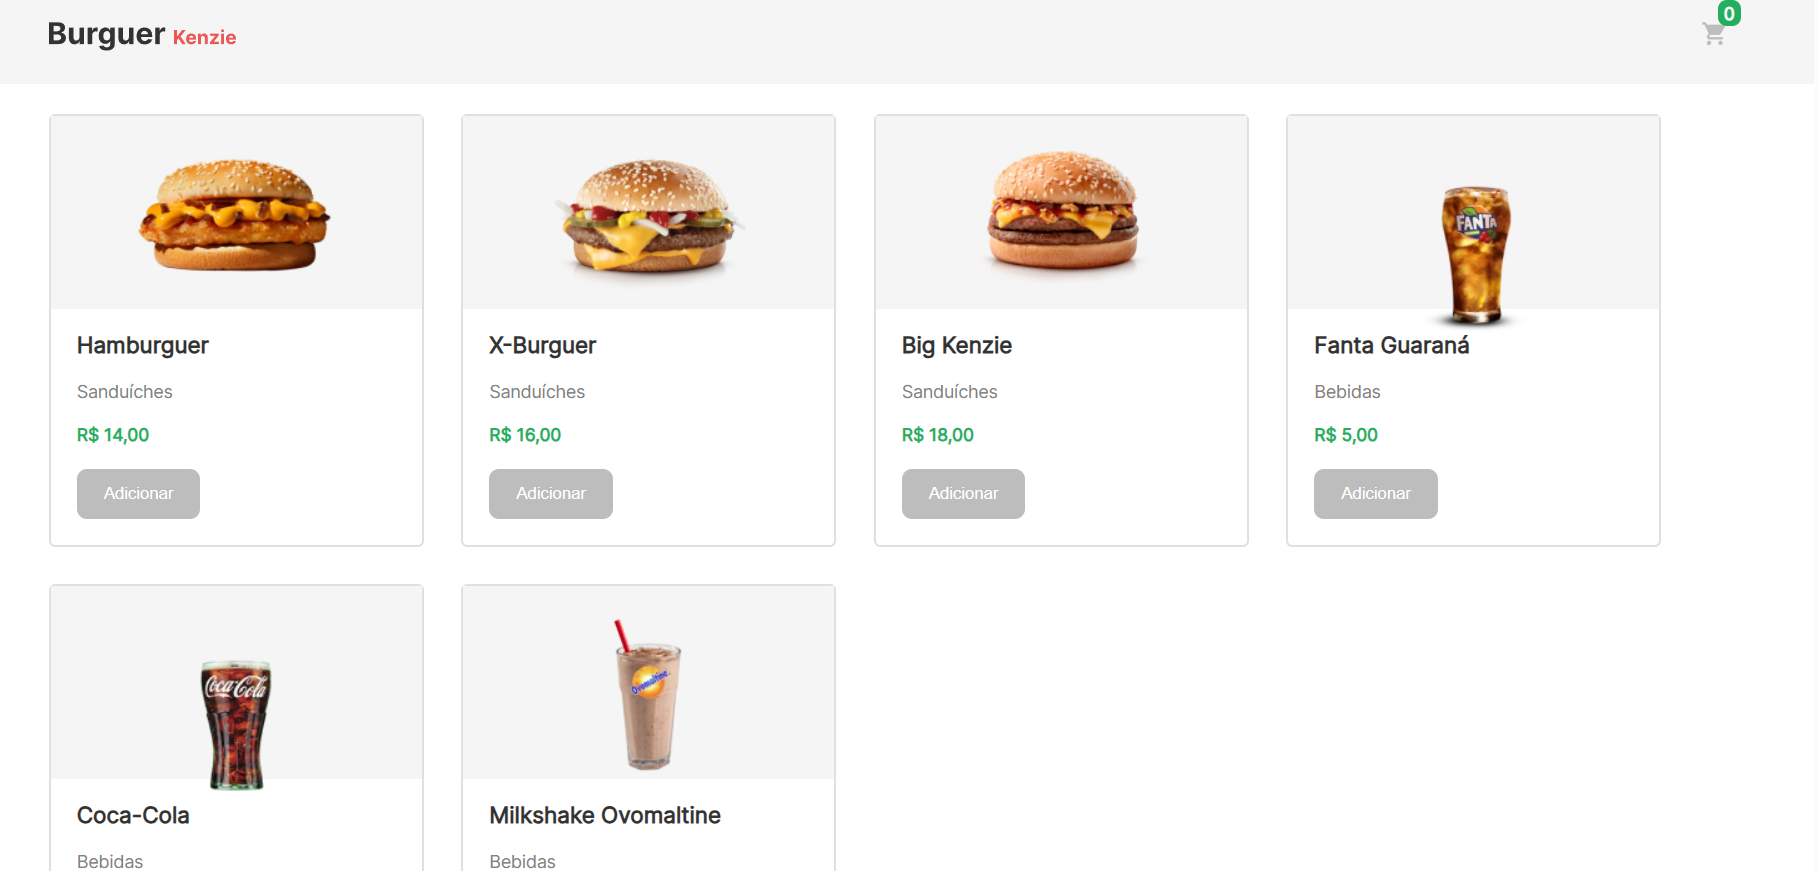 Burguer Kenzie
0
Hamburguer
Sanduíches
R$ 14,00
Adicionar
X-Burguer
Sanduíches
R$ 16,00
Adicionar
Big Kenzie
Sanduíches
R$ 18,00
Adicionar
FANTA
Fanta Guaraná
Bebidas
R$ 5,00
Adicionar
Coca-Cola
Coca-Cola
Bebidas
Ovomaltine
Milkshake Ovomaltine
Bebidas